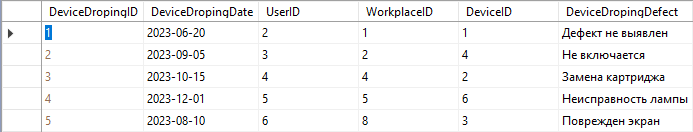 DeviceDropingID DeviceDropingDate UserID WorkplaceID DeviceID DeviceDropingDefect
1 2023-06-20 2 1 1 Дефект не выявлен
2 2023-09-05 3 2 4 Не включается
3 2023-10-15 4 4 2 Замена картриджа
4 2023-12-01 5 5 6 Неисправность лампы
5 2023-08-10 6 8 3 Поврежден экран